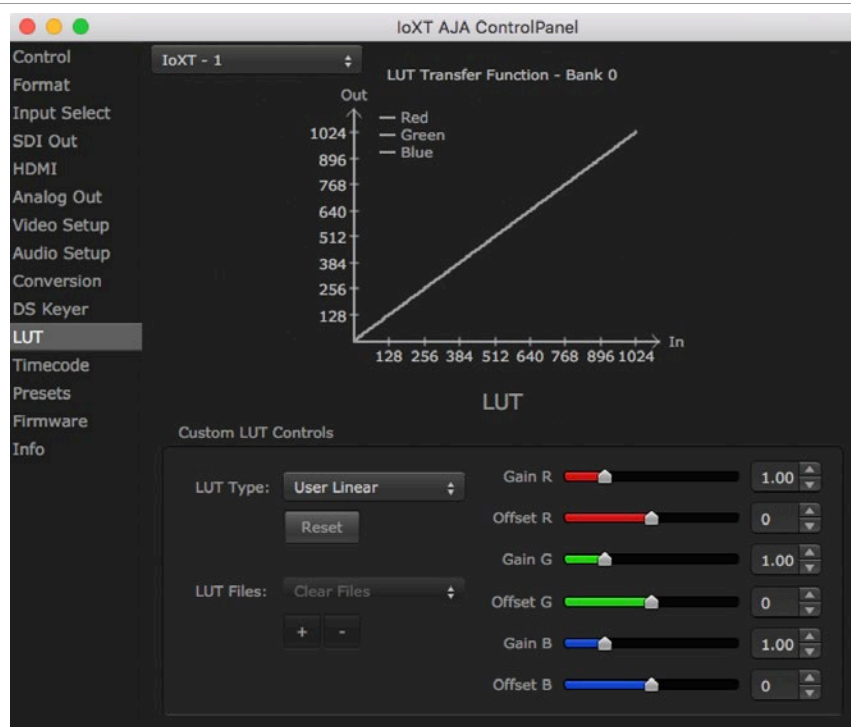 IoXT AJA ControlPanel
Control
Format
Input Select
SDI Out
HDMI
Analog Out
Video Setup
Audio Setup
Conversion
DS Keyer
LUT
Timecode
Presets
Firmware
Info
IoXT - 1
LUT Transfer Function - Bank 0
Out
Red
Green
Blue
1024
896
768
640
512
384
256
128
128 256 384 512 640 768 896 1024
In
LUT
Custom LUT Controls
LUT Type: User Linear
Reset
LUT Files: Clear Files
+ -
Gain R 1.00
Offset R 0
Gain G 1.00
Offset G 0
Gain B 1.00
Offset B 0